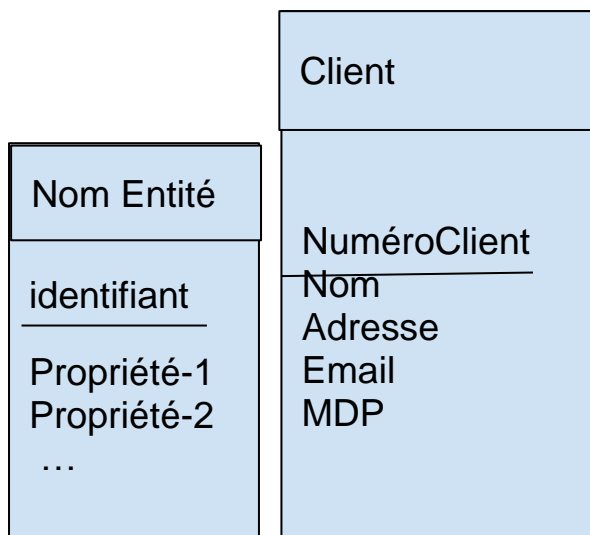 Nom Entité
identifiant
Propriété-1
Propriété-2
…
Client
NuméroClient
Nom
Adresse
Email
MDP